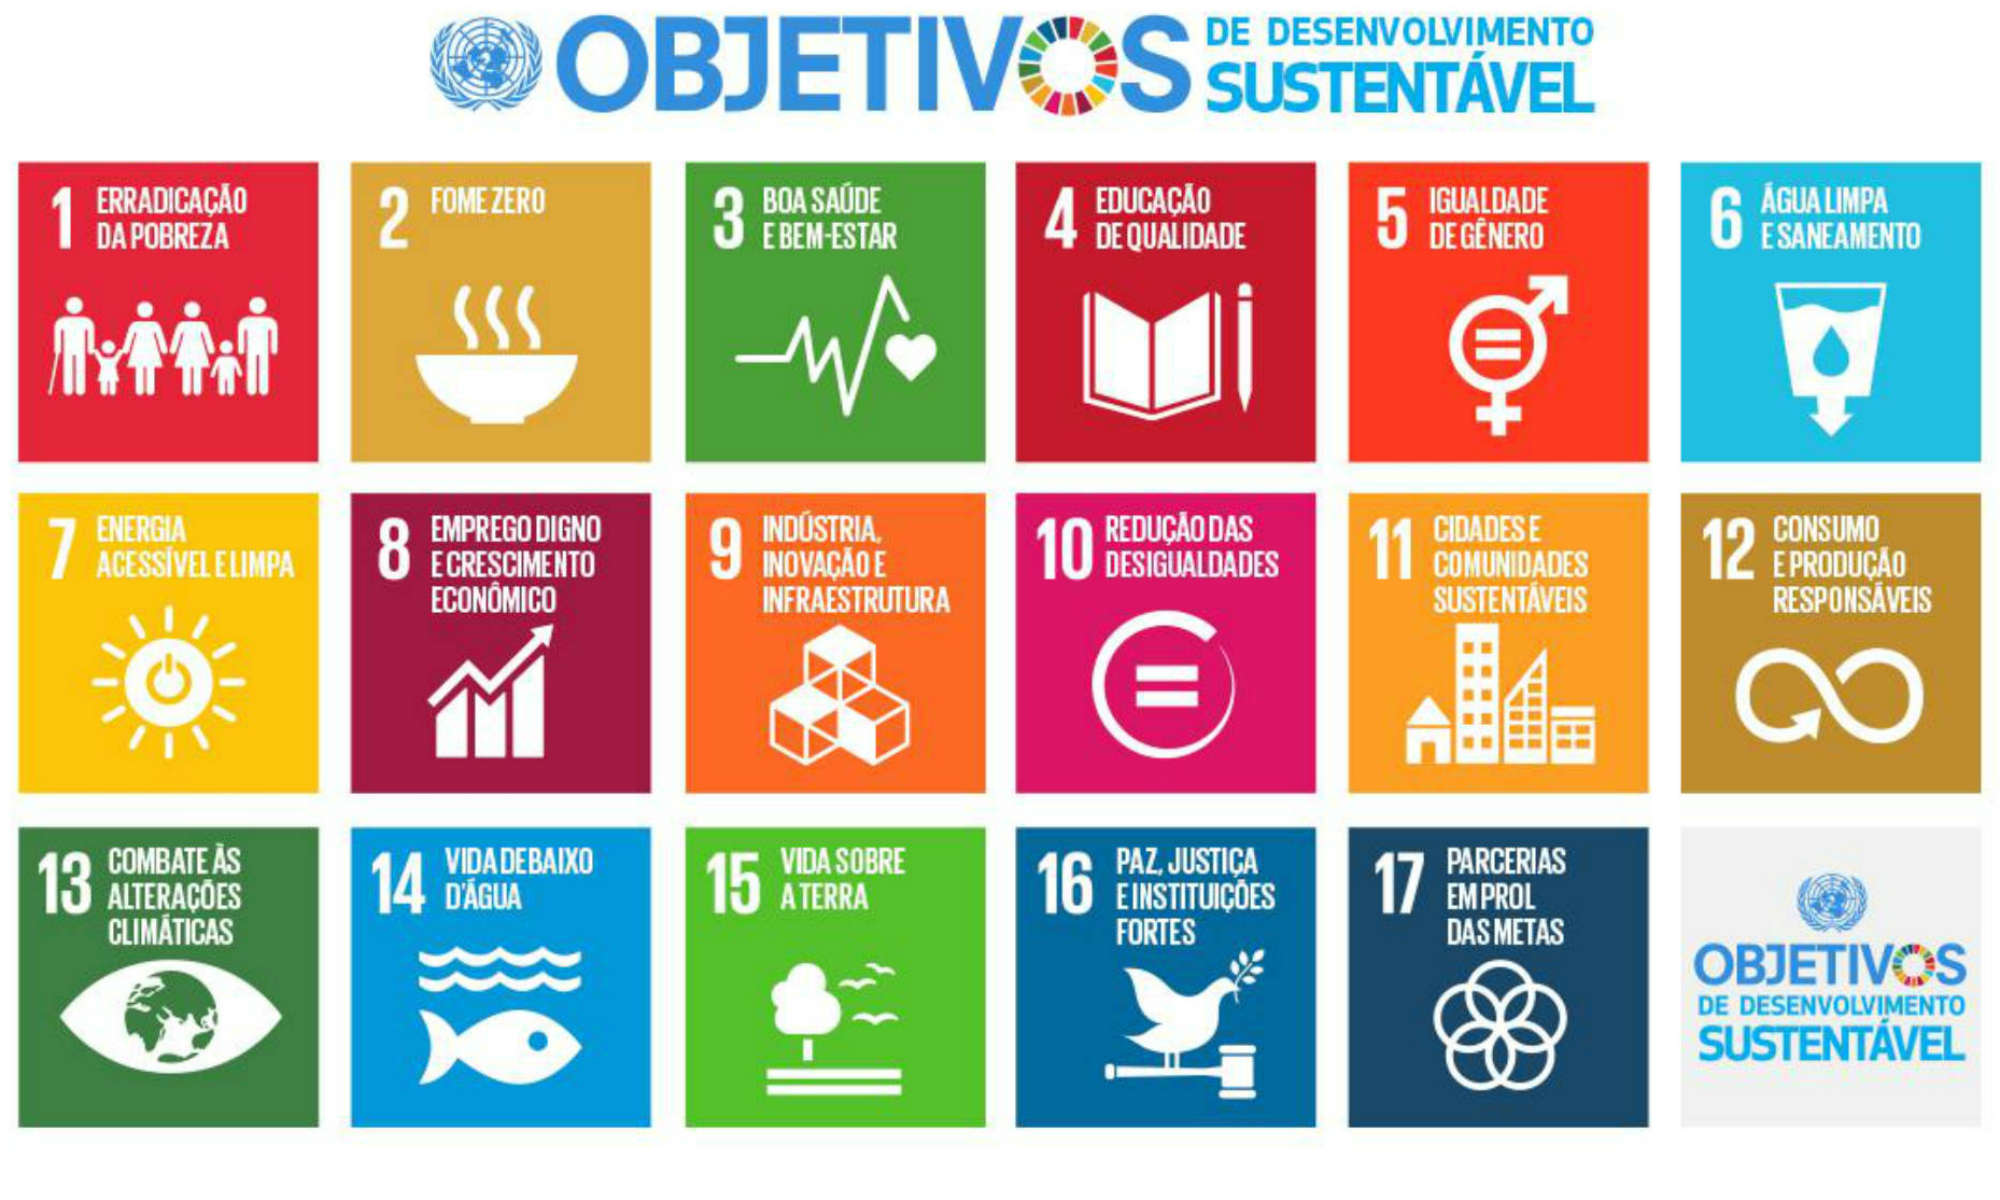 OBJETIVOS
DE DESENVOLVIMENTO
SUSTENTÁVEL
1 ERRADICAÇÃO
DA POBREZA
2 FOME ZERO
3 BOA SAÚDE
E BEM-ESTAR
4 EDUCAÇÃO
DE QUALIDADE
5 IGUALDADE
DE GÊNERO
6 ÁGUA LIMPA
E SANEAMENTO
7 ENERGIA
ACESSÍVEL E LIMPA
8 EMPREGO DIGNO
E CRESCIMENTO
ECONÔMICO
9 INDÚSTRIA,
INOVAÇÃO E
INFRAESTRUTURA
10 REDUÇÃO DAS
DESIGUALDADES
11 CIDADES E
COMUNIDADES
SUSTENTÁVEIS
12 CONSUMO
E PRODUÇÃO
RESPONSÁVEIS
13 COMBATE ÀS
ALTERAÇÕES
CLIMÁTICAS
14 VIDA DEBAIXO
D'ÁGUA
15 VIDA SOBRE
A TERRA
16 PAZ, JUSTIÇA
E INSTITUIÇÕES
FORTES
17 PARCERIAS
EM PROL
DAS METAS
OBJETIVOS
DE DESENVOLVIMENTO
SUSTENTÁVEL